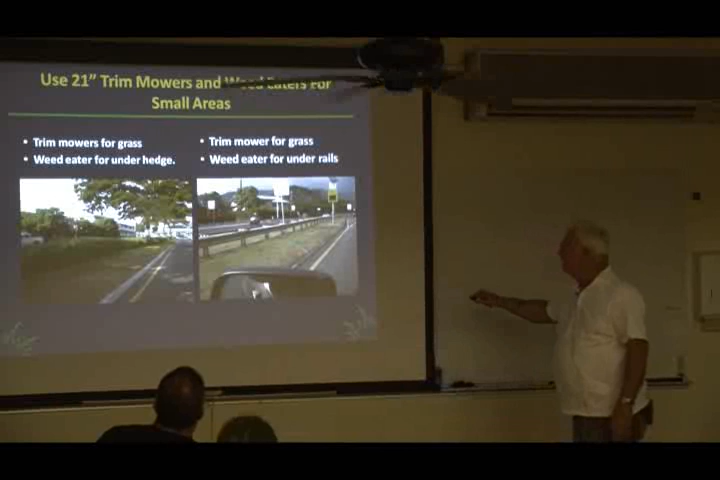 Use 21” Trim Mowers and Weed Eaters For
Small Areas
• Trim mowers for grass
• Weed eater for under hedge.
• Trim mower for grass
• Weed eater for under rails